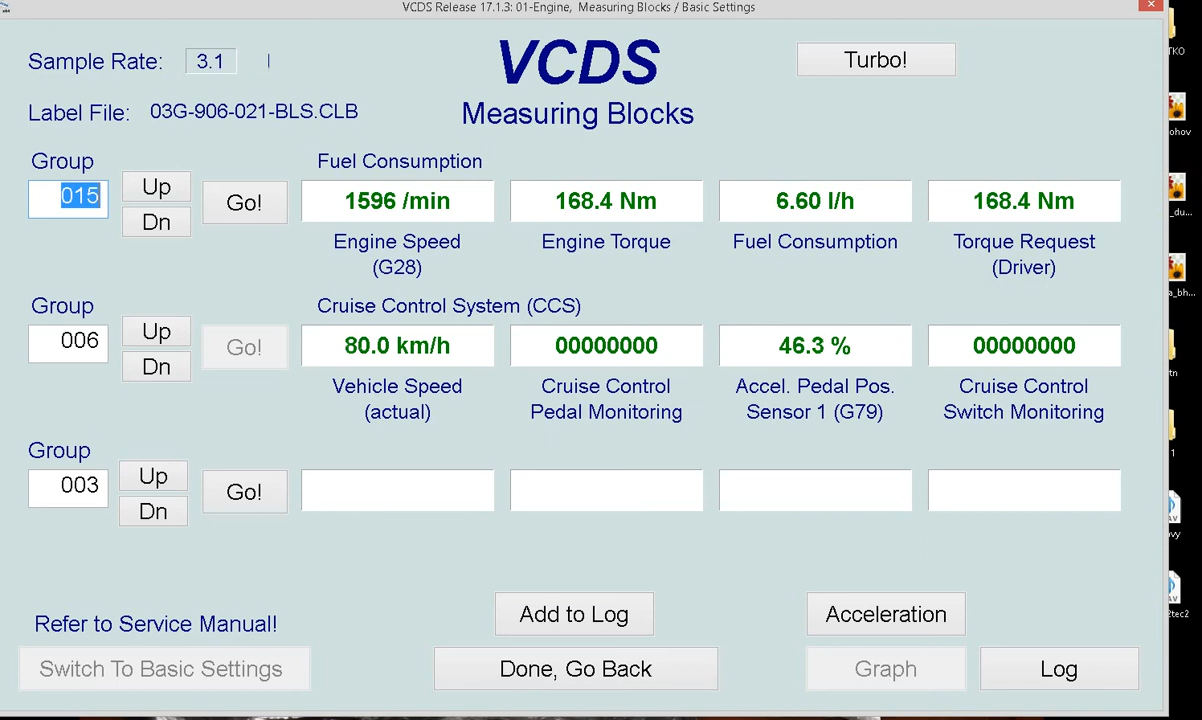 VCDS Release 17.1.3: 01-Engine, Measuring Blocks / Basic Settings
Sample Rate: 3.1
VCDS
Turbo!
Label File: 03G-906-021-BLS.CLB
Measuring Blocks
Group
Fuel Consumption
015
Up
Dn
Go!
1596 /min
168.4 Nm
6.60 l/h
168.4 Nm
Engine Speed
(G28)
Engine Torque
Fuel Consumption
Torque Request
(Driver)
Group
Cruise Control System (CCS)
006
Up
Dn
Go!
80.0 km/h
00000000
46.3 %
00000000
Vehicle Speed
(actual)
Cruise Control
Pedal Monitoring
Accel. Pedal Pos.
Sensor 1 (G79)
Cruise Control
Switch Monitoring
Group
003
Up
Dn
Go!
Refer to Service Manual!
Switch To Basic Settings
Add to Log
Done, Go Back
Acceleration
Graph
Log